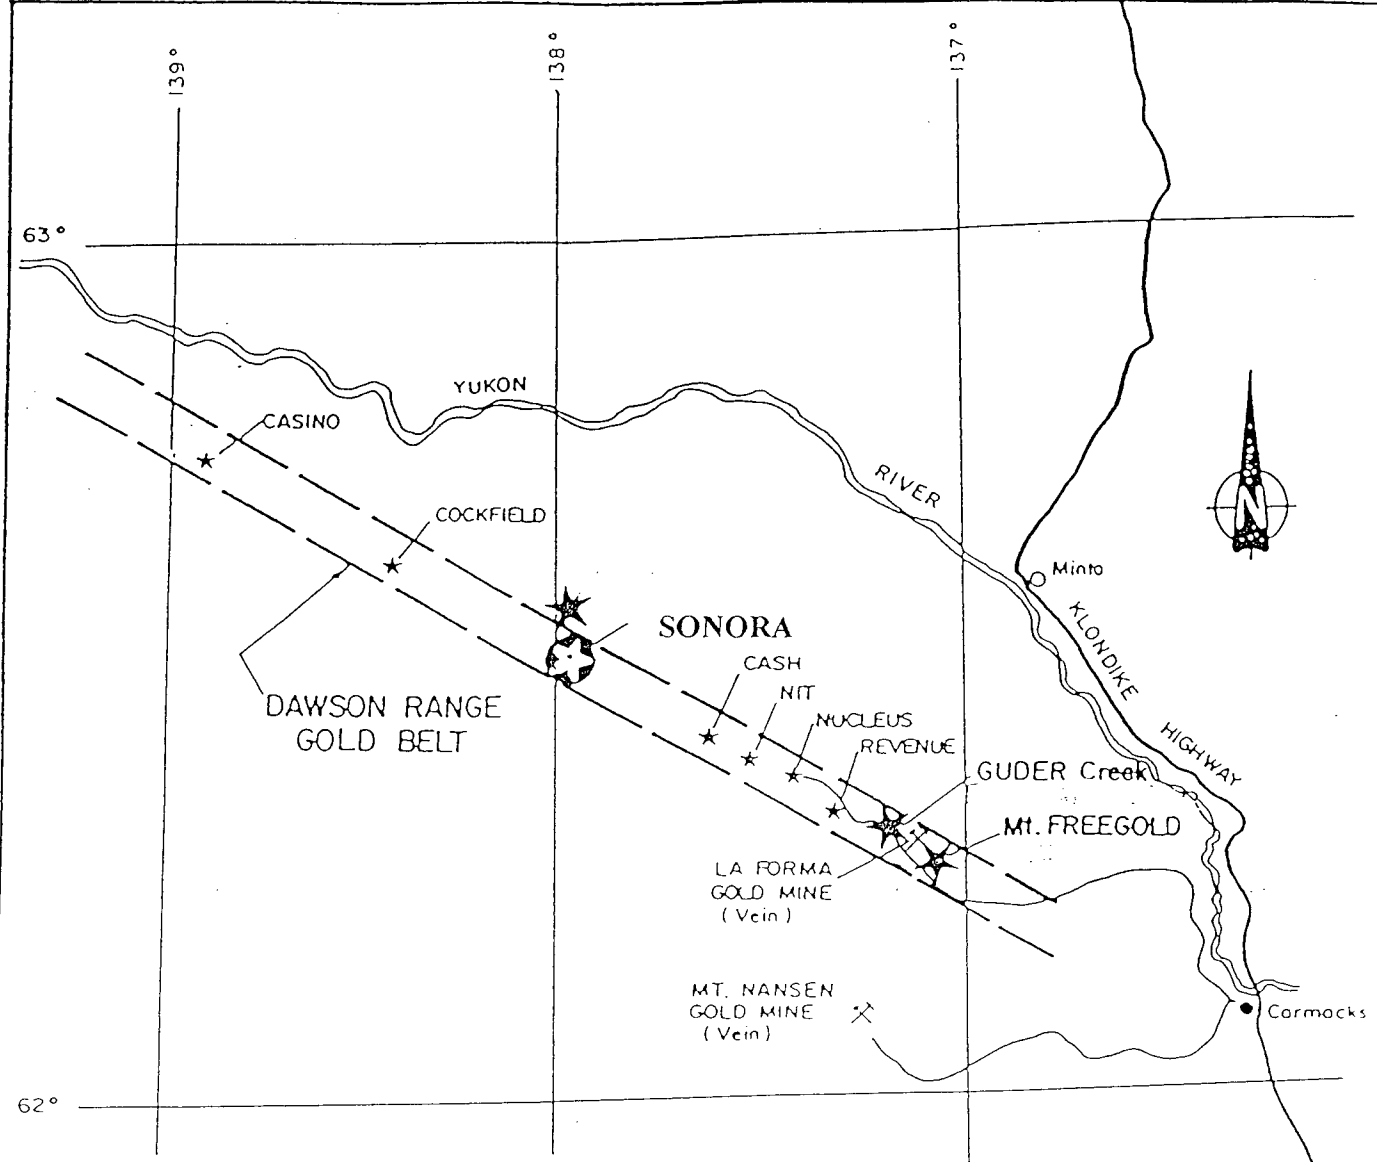 139°
138°
137°
63°
CASINO
YUKON
RIVER
COCKFIELD
Minto
KLONDIKE
HIGHWAY
N
SONORA
CASH
NIT
NUCLEUS
REVENUE
DAWSON RANGE
GOLD BELT
GUDER Creek
Mt. FREEGOLD
LA FORMA
GOLD MINE
(Vein)
MT. NANSEN
GOLD MINE
(Vein)
Carmacks
62°